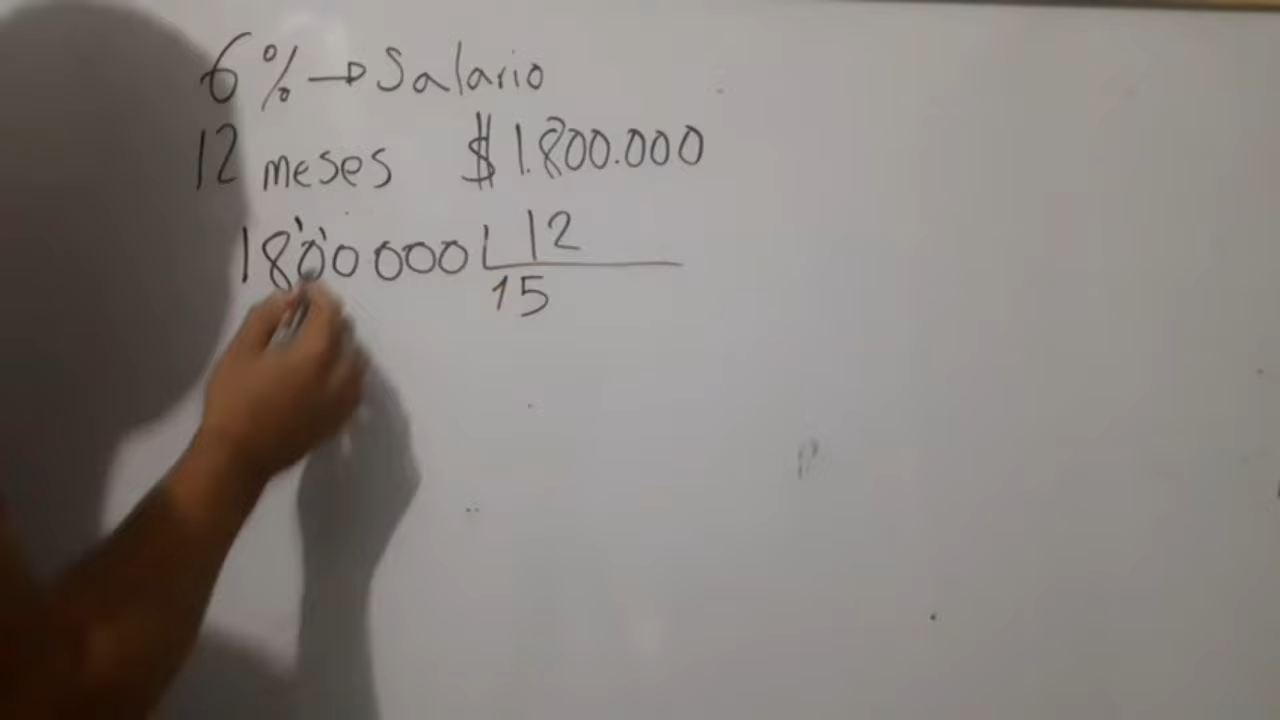 6% → Salario
12 meses $1.800.000
1800000 12
15